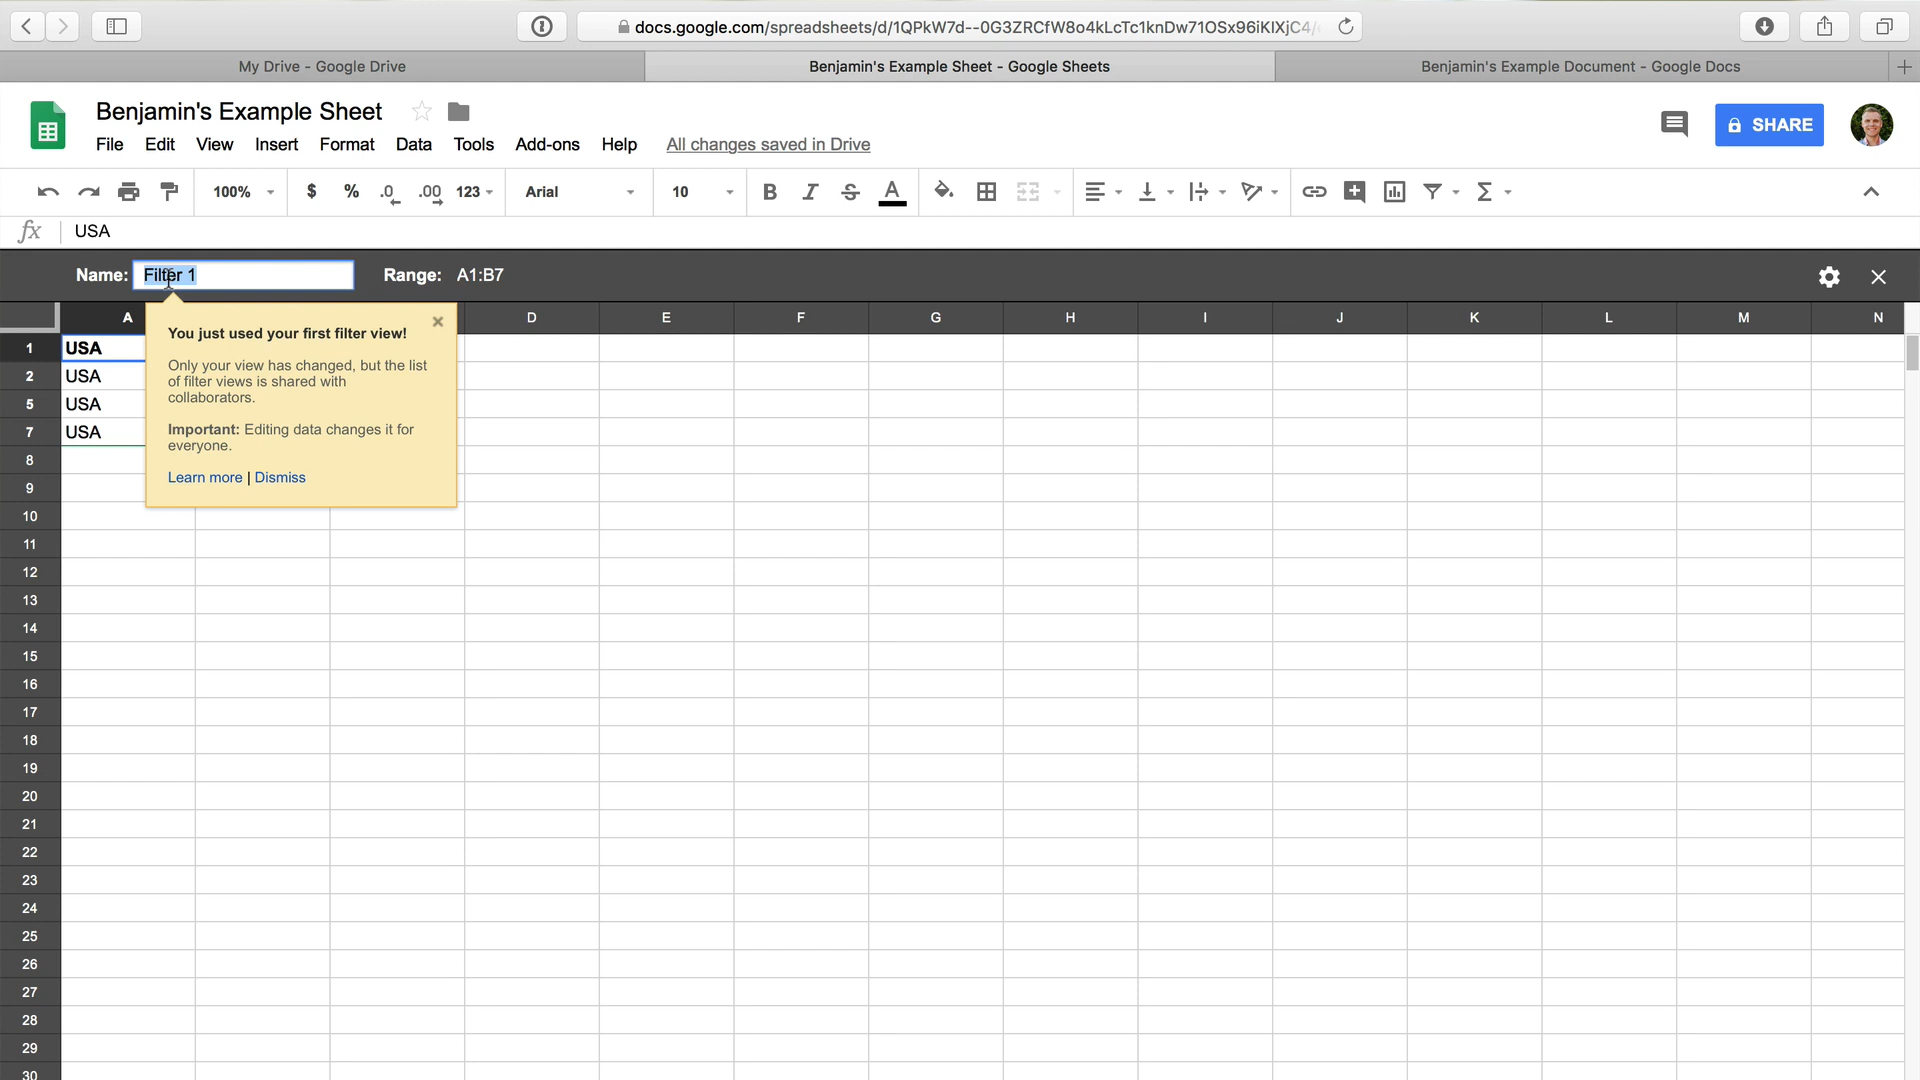 docs.google.com/spreadsheets/d/1QPkW7d--0G3ZRCfW8o4kLcTc1knDw71OSx96iKIXjC4/
My Drive - Google Drive
Benjamin's Example Sheet - Google Sheets
Benjamin's Example Document - Google Docs
Benjamin's Example Sheet
File Edit View Insert Format Data Tools Add-ons Help All changes saved in Drive
SHARE
100% $ % .0 .00 123 Arial 10 B I S A
fx USA
Name: Filter 1 Range: A1:B7
A D E F G H I J K L M N
1 USA
2 USA
5 USA
7 USA
You just used your first filter view!
Only your view has changed, but the list
of filter views is shared with
collaborators.
Important: Editing data changes it for
everyone.
Learn more | Dismiss
8
9
10
11
12
13
14
15
16
17
18
19
20
21
22
23
24
25
26
27
28
29
30